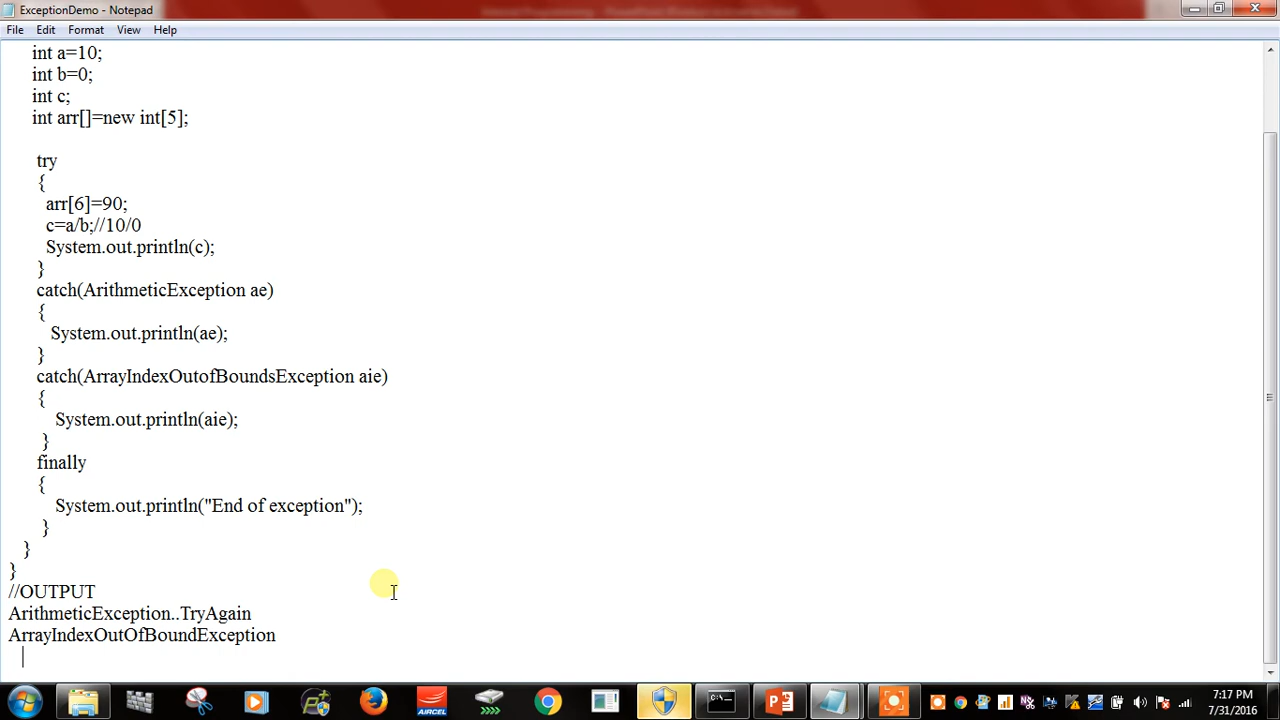 ExceptionDemo - Notepad
File Edit Format View Help
int a=10;
int b=0;
int c;
int arr[]=new int[5];
try
{
arr[6]=90;
c=a/b;//10/0
System.out.println(c);
}
catch(ArithmeticException ae)
{
System.out.println(ae);
}
catch(ArrayIndexOutofBoundsException aie)
{
System.out.println(aie);
}
finally
{
System.out.println("End of exception");
}
}
}
//OUTPUT
ArithmeticException..TryAgain
ArrayIndexOutOfBoundException
AIRCEL
7:17 PM
7/31/2016